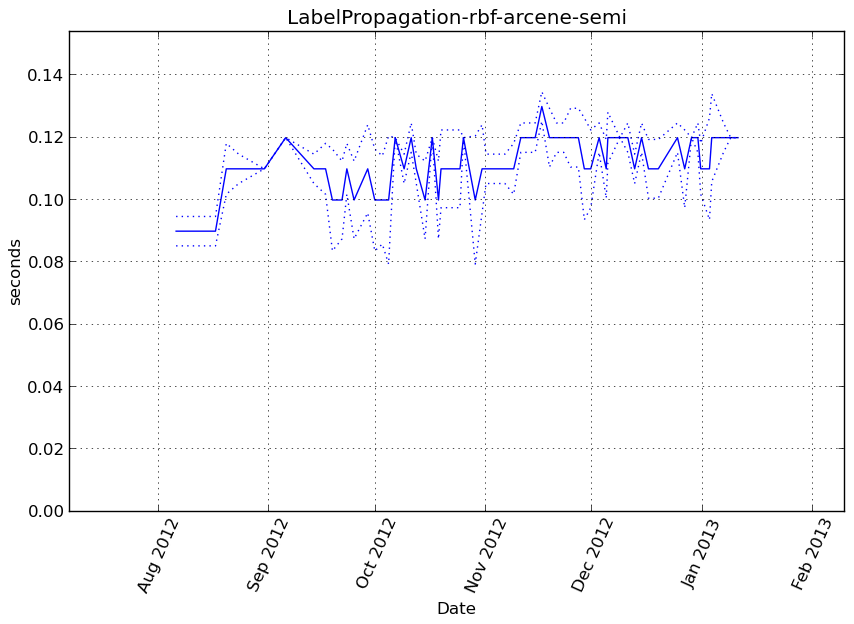 LabelPropagation-rbf-arcene-semi
0.14
0.12
0.10
0.08
0.06
0.04
0.02
0.00
seconds
Aug 2012
Sep 2012
Oct 2012
Nov 2012
Dec 2012
Jan 2013
Feb 2013
Date